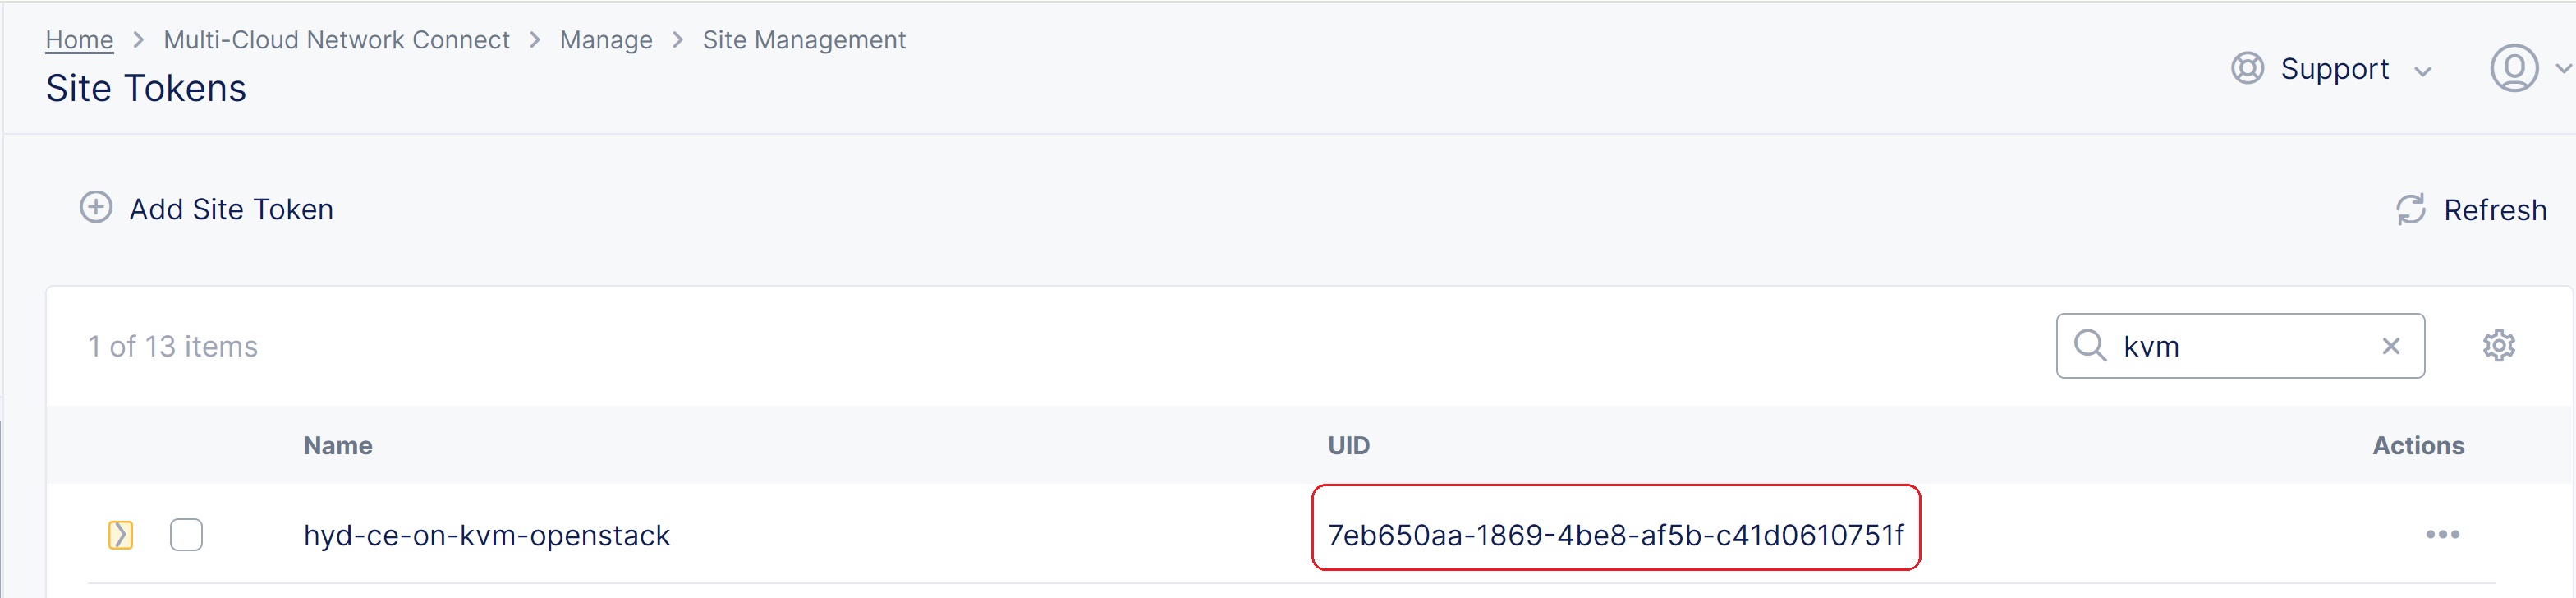 Home > Multi-Cloud Network Connect > Manage > Site Management
Site Tokens
Support
Add Site Token
Refresh
1 of 13 items
kvm
Name UID Actions
hyd-ce-on-kvm-openstack 7eb650aa-1869-4be8-af5b-c41d0610751f